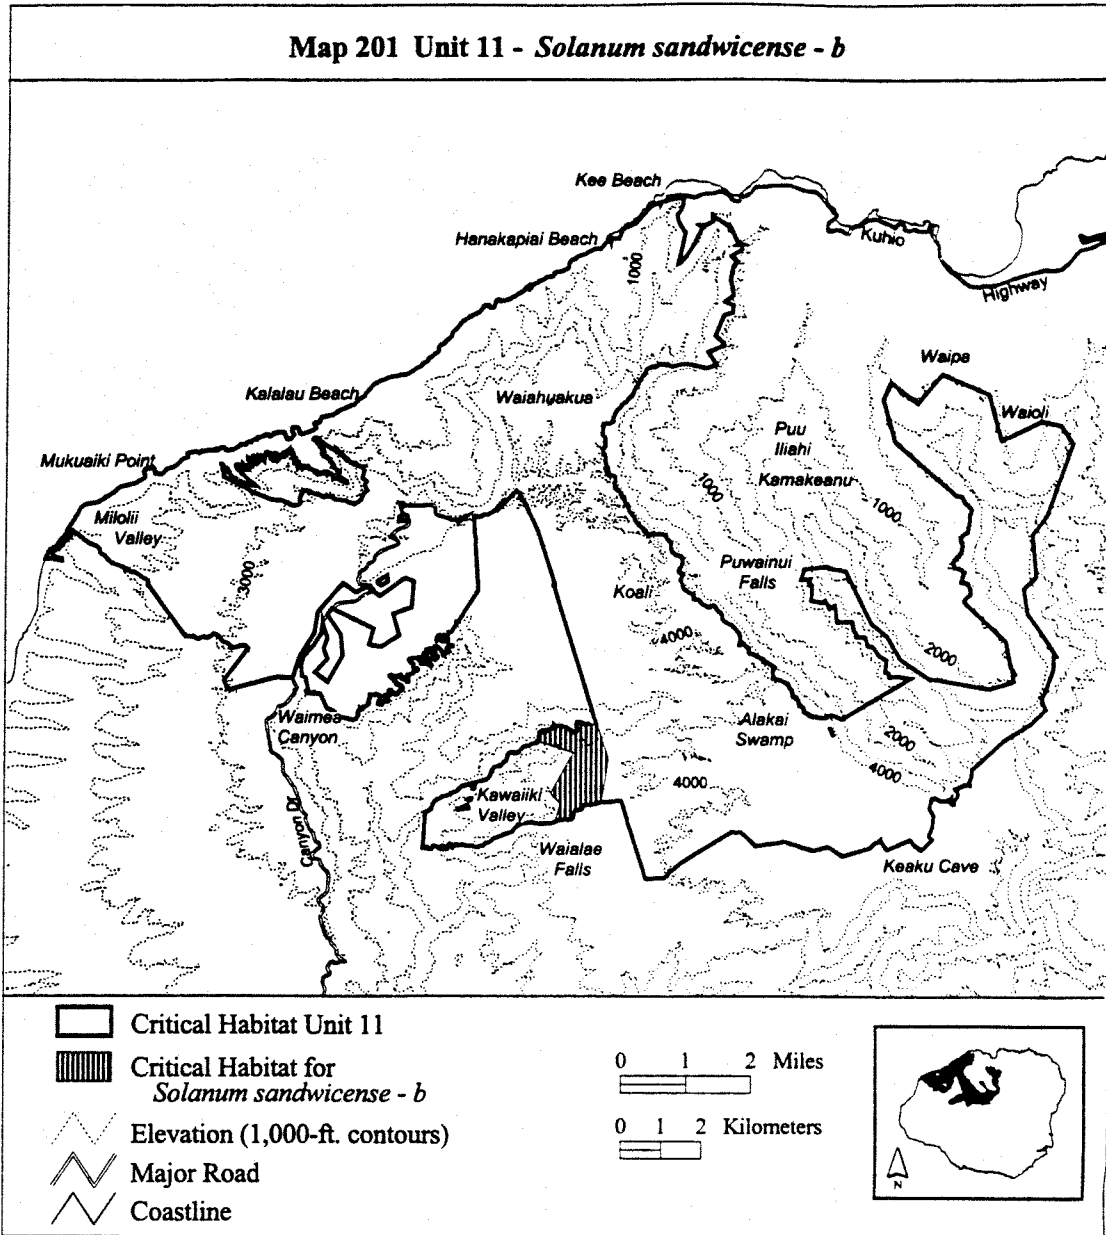 Map 201 Unit 11 - Solanum sandwicense - b
Kee Beach
Hanakapiai Beach
Kuhio
Highway
1000
Waipa
Kalalau Beach
Waiahuakua
Waioli
Puu
Iliahi
Mukuaiki Point
Kamakeanu
1000
1000
Milolii
Valley
3000
Puwainui
Falls
Koali
4000
2000
Waimea
Canyon
Alakai
Swamp
2000
4000
4000
Kawaiiki
Valley
Canyon Dr
Waialae
Falls
Keaku Cave
Critical Habitat Unit 11
Critical Habitat for
Solanum sandwicense - b
Elevation (1,000-ft. contours)
Major Road
Coastline
0 1 2 Miles
0 1 2 Kilometers
N